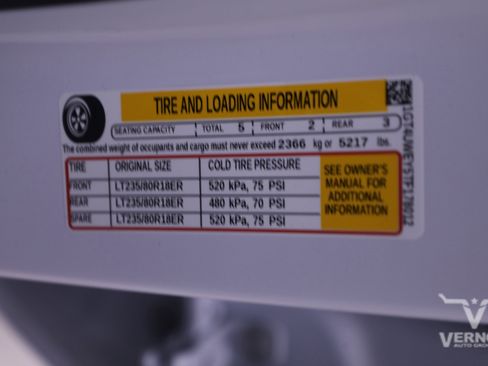 TIRE AND LOADING INFORMATION
SEATING CAPACITY TOTAL 5 FRONT 2 REAR 3
The combined weight of occupants and cargo must never exceed 2366 kg or 5217 lbs.
TIRE ORIGINAL SIZE COLD TIRE PRESSURE
FRONT LT235/80R18ER 520 kPa, 75 PSI
REAR LT235/80R18ER 480 kPa, 70 PSI
SPARE LT235/80R18ER 520 kPa, 75 PSI
SEE OWNER'S
MANUAL FOR
ADDITIONAL
INFORMATION
AUTO GROUP